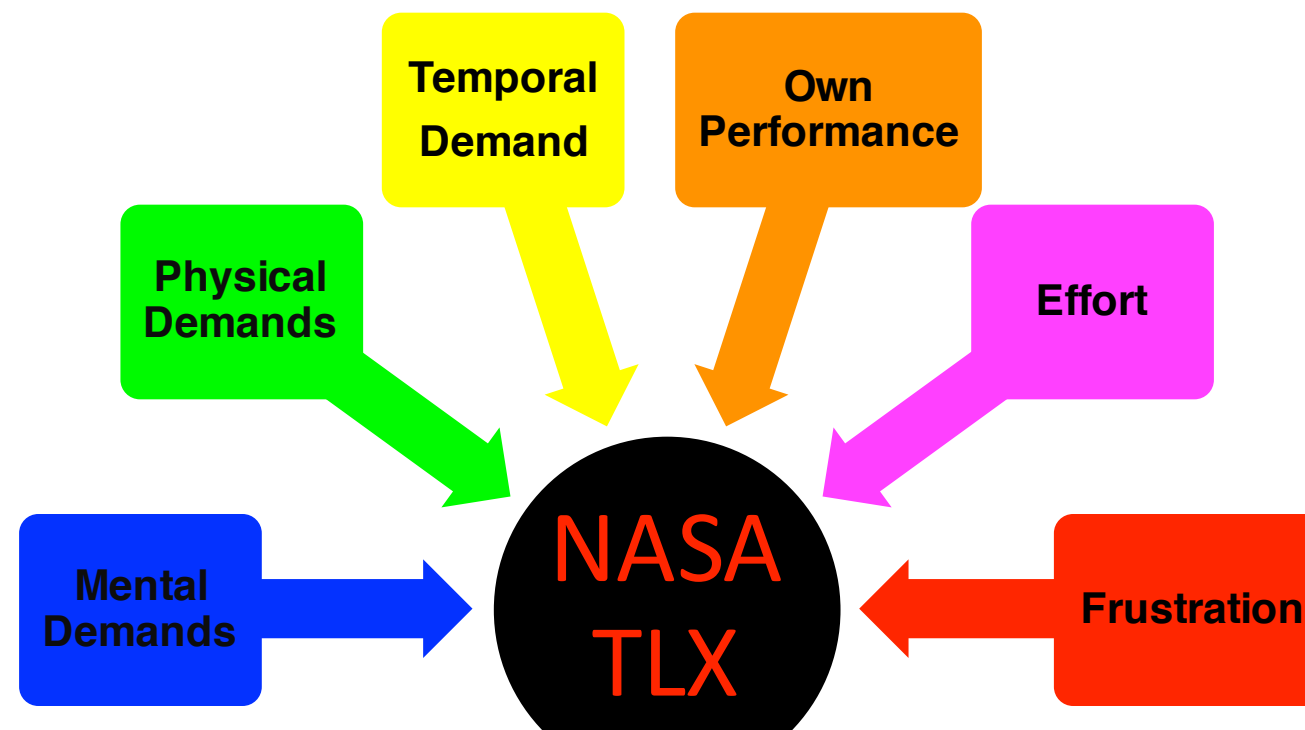 Temporal
Demand
Own
Performance
Physical
Demands
Effort
Mental
Demands
NASA
TLX
Frustration